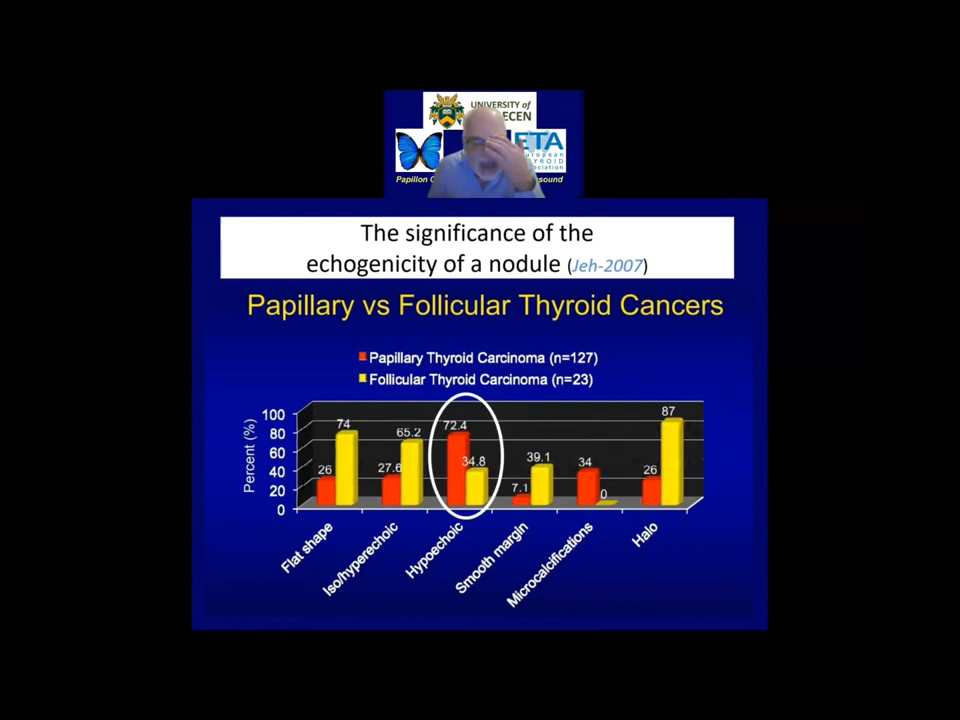 UNIVERSITY of
ECEN
ETA
european
THYROID
Papillon
sound
The significance of the
echogenicity of a nodule (Jeh-2007)
Papillary vs Follicular Thyroid Cancers
Papillary Thyroid Carcinoma (n=127)
Follicular Thyroid Carcinoma (n=23)
Percent (%)
100
80
60
40
20
0
26
74
27.6
65.2
72.4
34.8
7.1
39.1
34
0
26
87
Flat shape
Iso/hyperechoic
Hypoechoic
Smooth margin
Microcalcifications
Halo